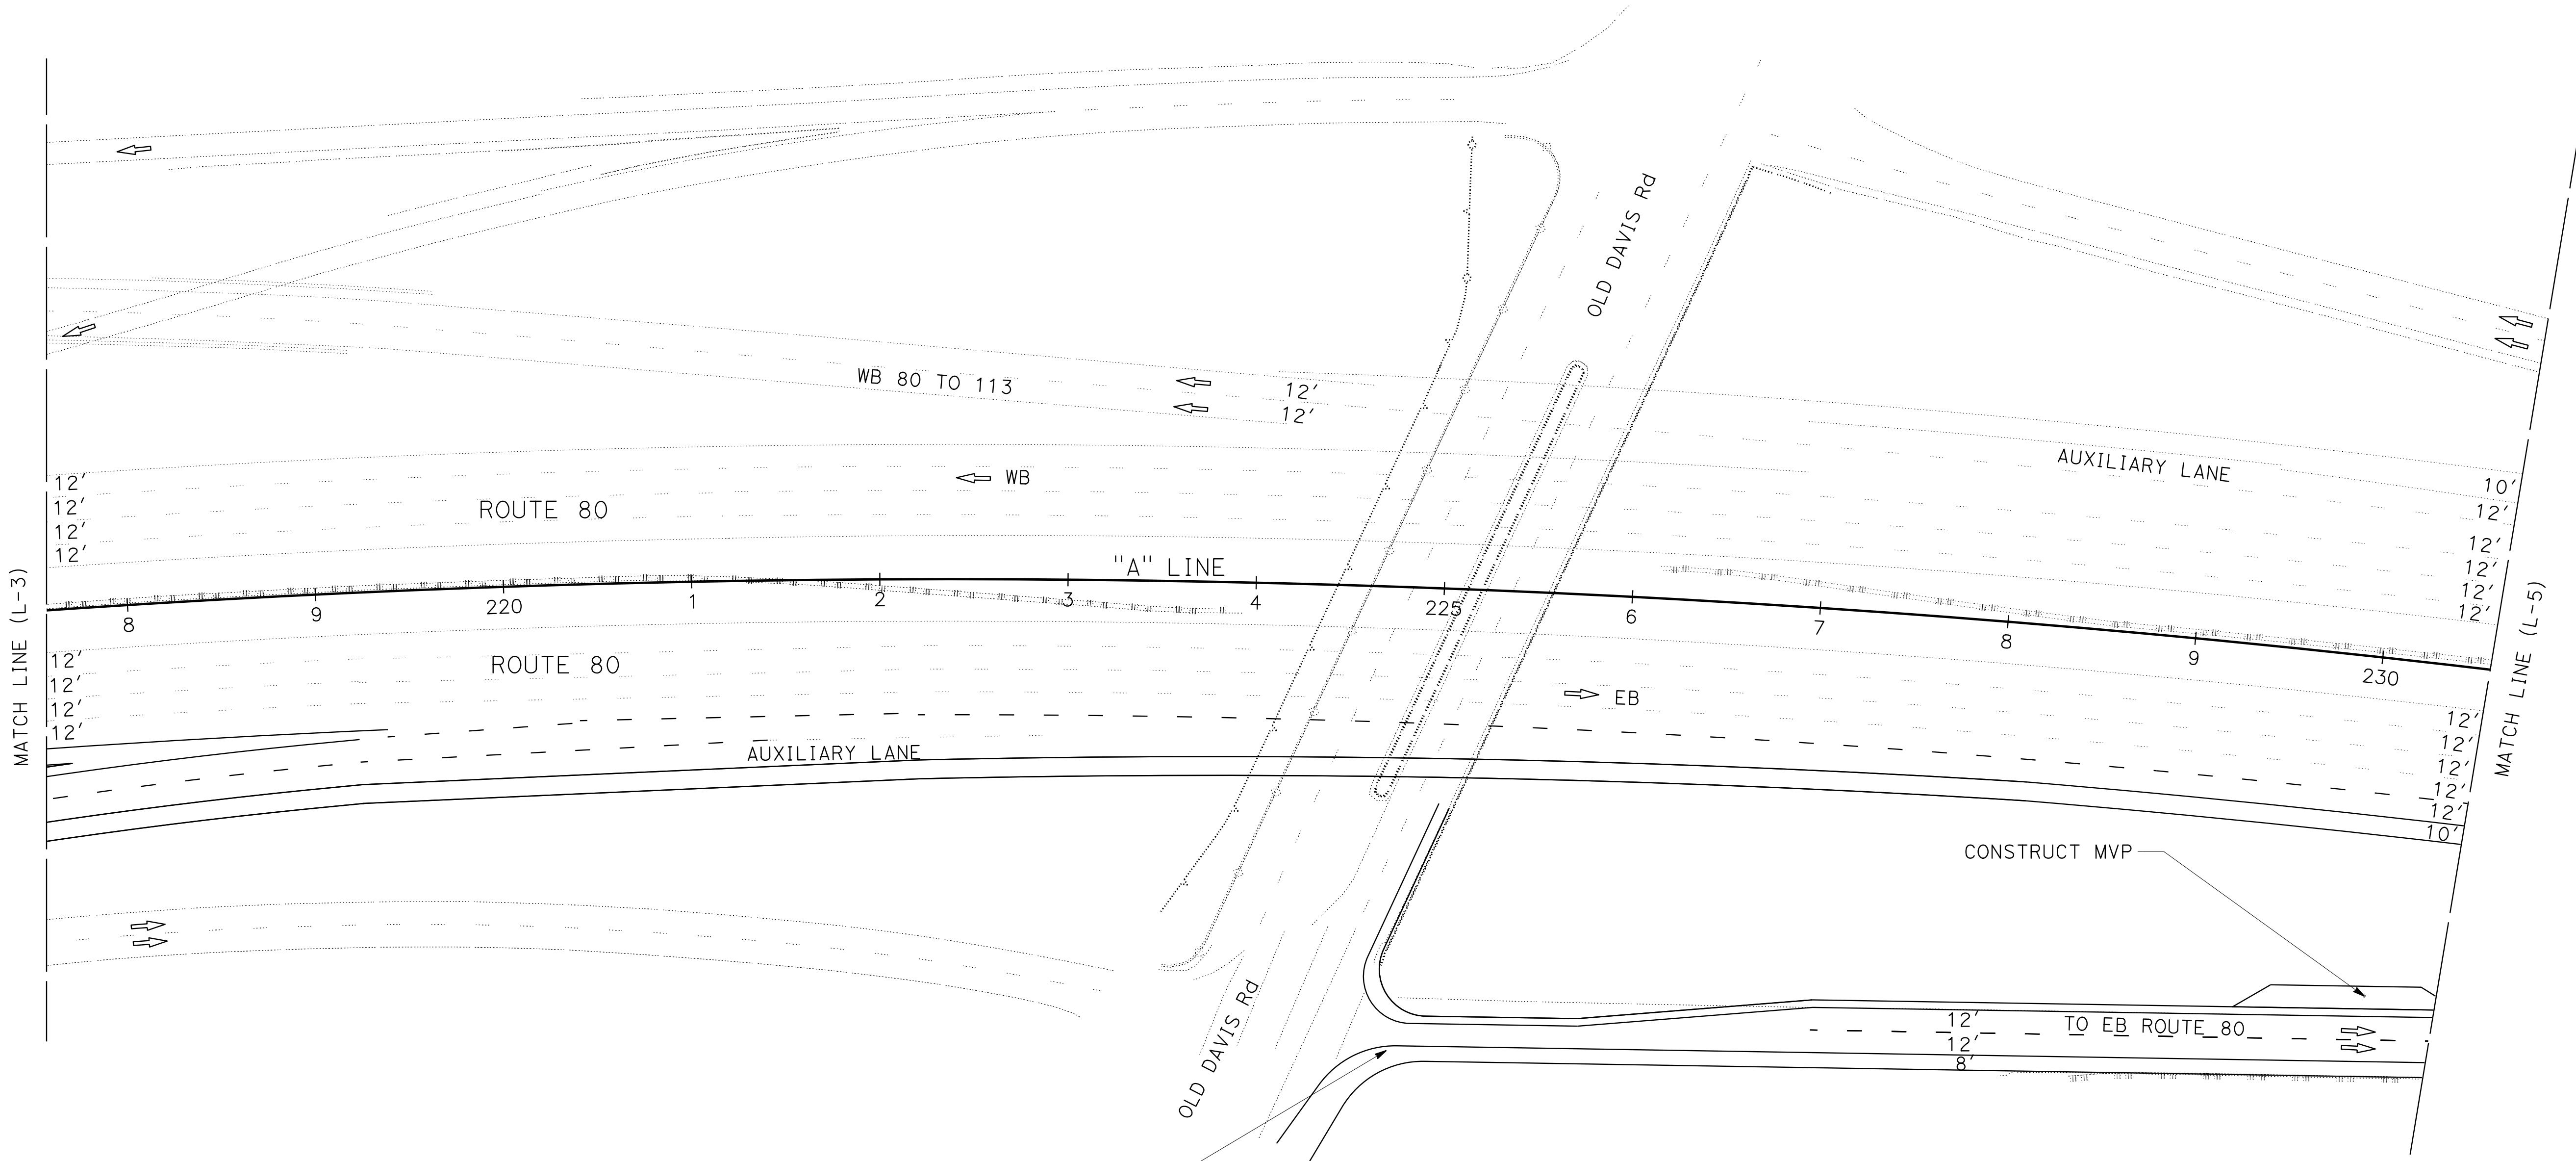 OLD DAVIS Rd
WB 80 TO 113
12'
12'
AUXILIARY LANE
WB
ROUTE 80
12'
12'
12'
12'
10'
12'
12'
12'
12'
12'
"A" LINE
8
9
220
1
2
3
4
225
6
7
8
9
230
MATCH LINE (L-3)
MATCH LINE (L-5)
ROUTE 80
12'
12'
12'
12'
EB
AUXILIARY LANE
12'
12'
12'
12'
12'
10'
CONSTRUCT MVP
OLD DAVIS Rd
12'
TO EB ROUTE 80
12'
8'